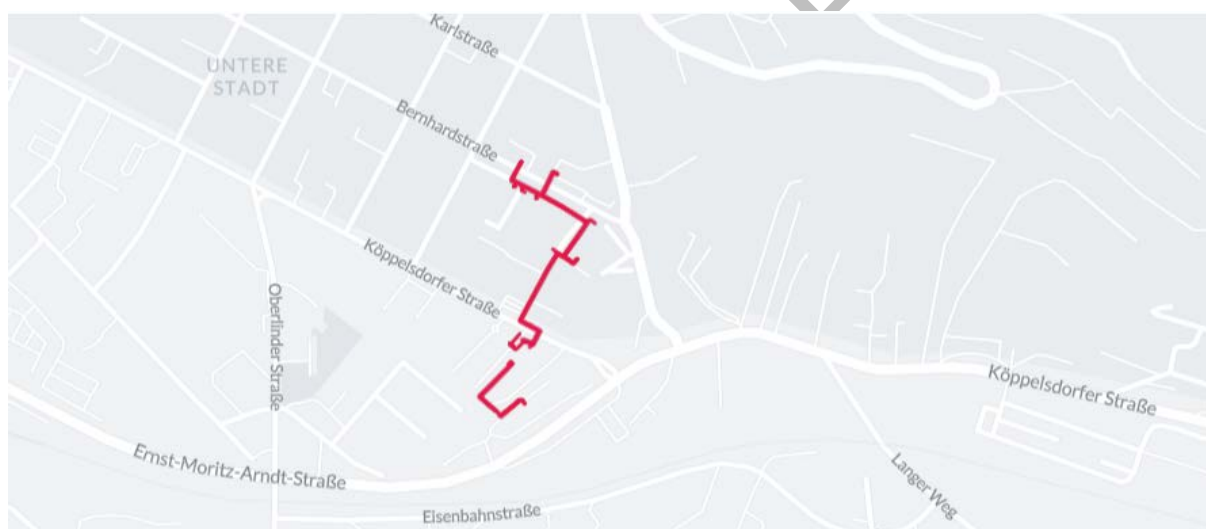 Karlstraße
UNTERE
STADT
Bernhardstraße
Köppelsdorfer Straße
Oberlinder Straße
Köppelsdorfer Straße
Ernst-Moritz-Arndt-Straße
Langer Weg
Eisenbahnstraße